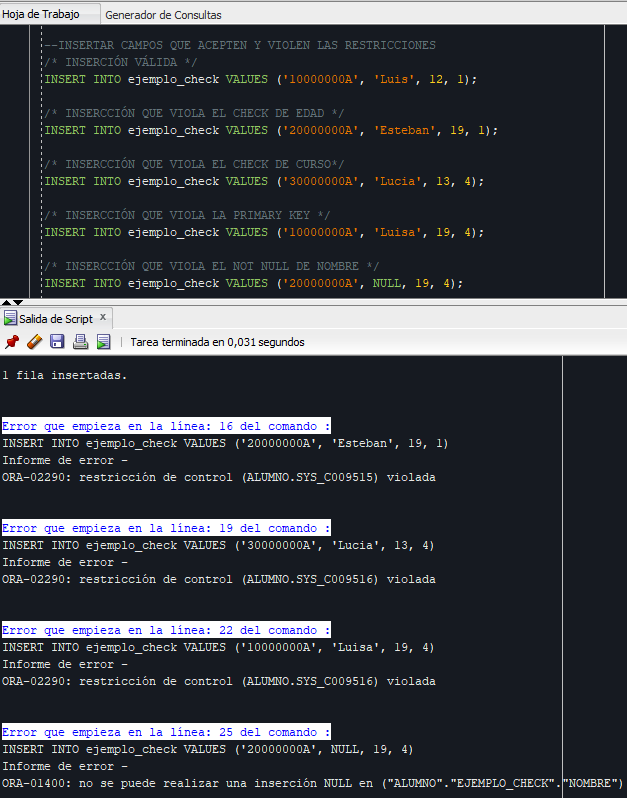 Hoja de Trabajo Generador de Consultas
--INSERTAR CAMPOS QUE ACEPTEN Y VIOLEN LAS RESTRICCIONES
/* INSERCIÓN VÁLIDA */
INSERT INTO ejemplo_check VALUES ('10000000A', 'Luis', 12, 1);
/* INSERCCIÓN QUE VIOLA EL CHECK DE EDAD */
INSERT INTO ejemplo_check VALUES ('20000000A', 'Esteban', 19, 1);
/* INSERCCIÓN QUE VIOLA EL CHECK DE CURSO*/
INSERT INTO ejemplo_check VALUES ('30000000A', 'Lucia', 13, 4);
/* INSERCCIÓN QUE VIOLA LA PRIMARY KEY */
INSERT INTO ejemplo_check VALUES ('10000000A', 'Luisa', 19, 4);
/* INSERCCIÓN QUE VIOLA EL NOT NULL DE NOMBRE */
INSERT INTO ejemplo_check VALUES ('20000000A', NULL, 19, 4);
Salida de Script x
Tarea terminada en 0,031 segundos
1 fila insertadas.
Error que empieza en la línea: 16 del comando :
INSERT INTO ejemplo_check VALUES ('20000000A', 'Esteban', 19, 1)
Informe de error -
ORA-02290: restricción de control (ALUMNO.SYS_C009515) violada
Error que empieza en la línea: 19 del comando :
INSERT INTO ejemplo_check VALUES ('30000000A', 'Lucia', 13, 4)
Informe de error -
ORA-02290: restricción de control (ALUMNO.SYS_C009516) violada
Error que empieza en la línea: 22 del comando :
INSERT INTO ejemplo_check VALUES ('10000000A', 'Luisa', 19, 4)
Informe de error -
ORA-02290: restricción de control (ALUMNO.SYS_C009516) violada
Error que empieza en la línea: 25 del comando :
INSERT INTO ejemplo_check VALUES ('20000000A', NULL, 19, 4)
Informe de error -
ORA-01400: no se puede realizar una inserción NULL en ("ALUMNO"."EJEMPLO_CHECK"."NOMBRE")